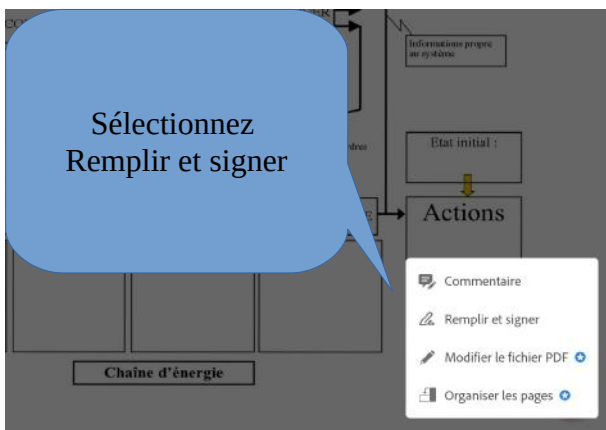 Informations propre
au système
Sélectionnez
Remplir et signer
Etat initial :
Actions
Commentaire
Remplir et signer
Modifier le fichier PDF
Organiser les pages
Chaîne d'énergie